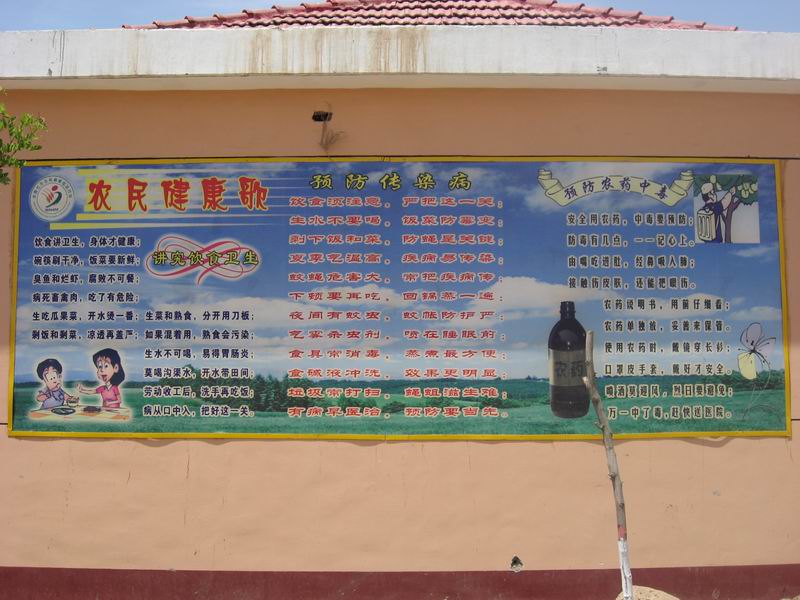 农民健康歌
讲究饮食卫生
饮食讲卫生，身体才健康；
碗筷刷干净，饭菜要新鲜；
臭鱼和烂虾，腐败不可餐；
病死畜禽肉，吃了有危险；
生吃瓜果菜，开水烫一番；
剩饭和剩菜，凉透再盖严；
生菜和熟食，分开用刀板；
如果混着用，熟食会污染；
生水不可喝，易得胃肠炎；
莫喝沟渠水，开水带田间；
劳动收工后，洗手再吃饭；
病从口中入，把好这一关。
预防传染病
饮食须注意，严把这一关；
生水不要喝，饭菜防霉变；
剩下饭和菜，防蝇是关键；
夏季气温高，疾病易传染；
蚊蝇危害大，常把疾病传；
下顿要再吃，回锅蒸一遍；
夜间有蚊虫，蚊帐防护严；
气雾杀虫剂，喷在睡眠前；
食具常消毒，蒸煮最方便；
食碱液冲洗，效果更明显；
垃圾常打扫，蝇蛆滋生难；
有病早医治，预防要当先。
预防农药中毒
安全用农药，中毒要预防；
防毒有几点，一一记心上。
由喝吃进肚，经鼻吸入肺；
接触伤皮肤，还能把眼伤。
农药说明书，用前仔细看；
农药单独放，妥善来保管。
使用农药时，戴镜穿长衫；
口罩皮手套，戴好才安全。
喷洒莫迎风，烈日要避免；
万一中了毒，赶快送医院。
农药